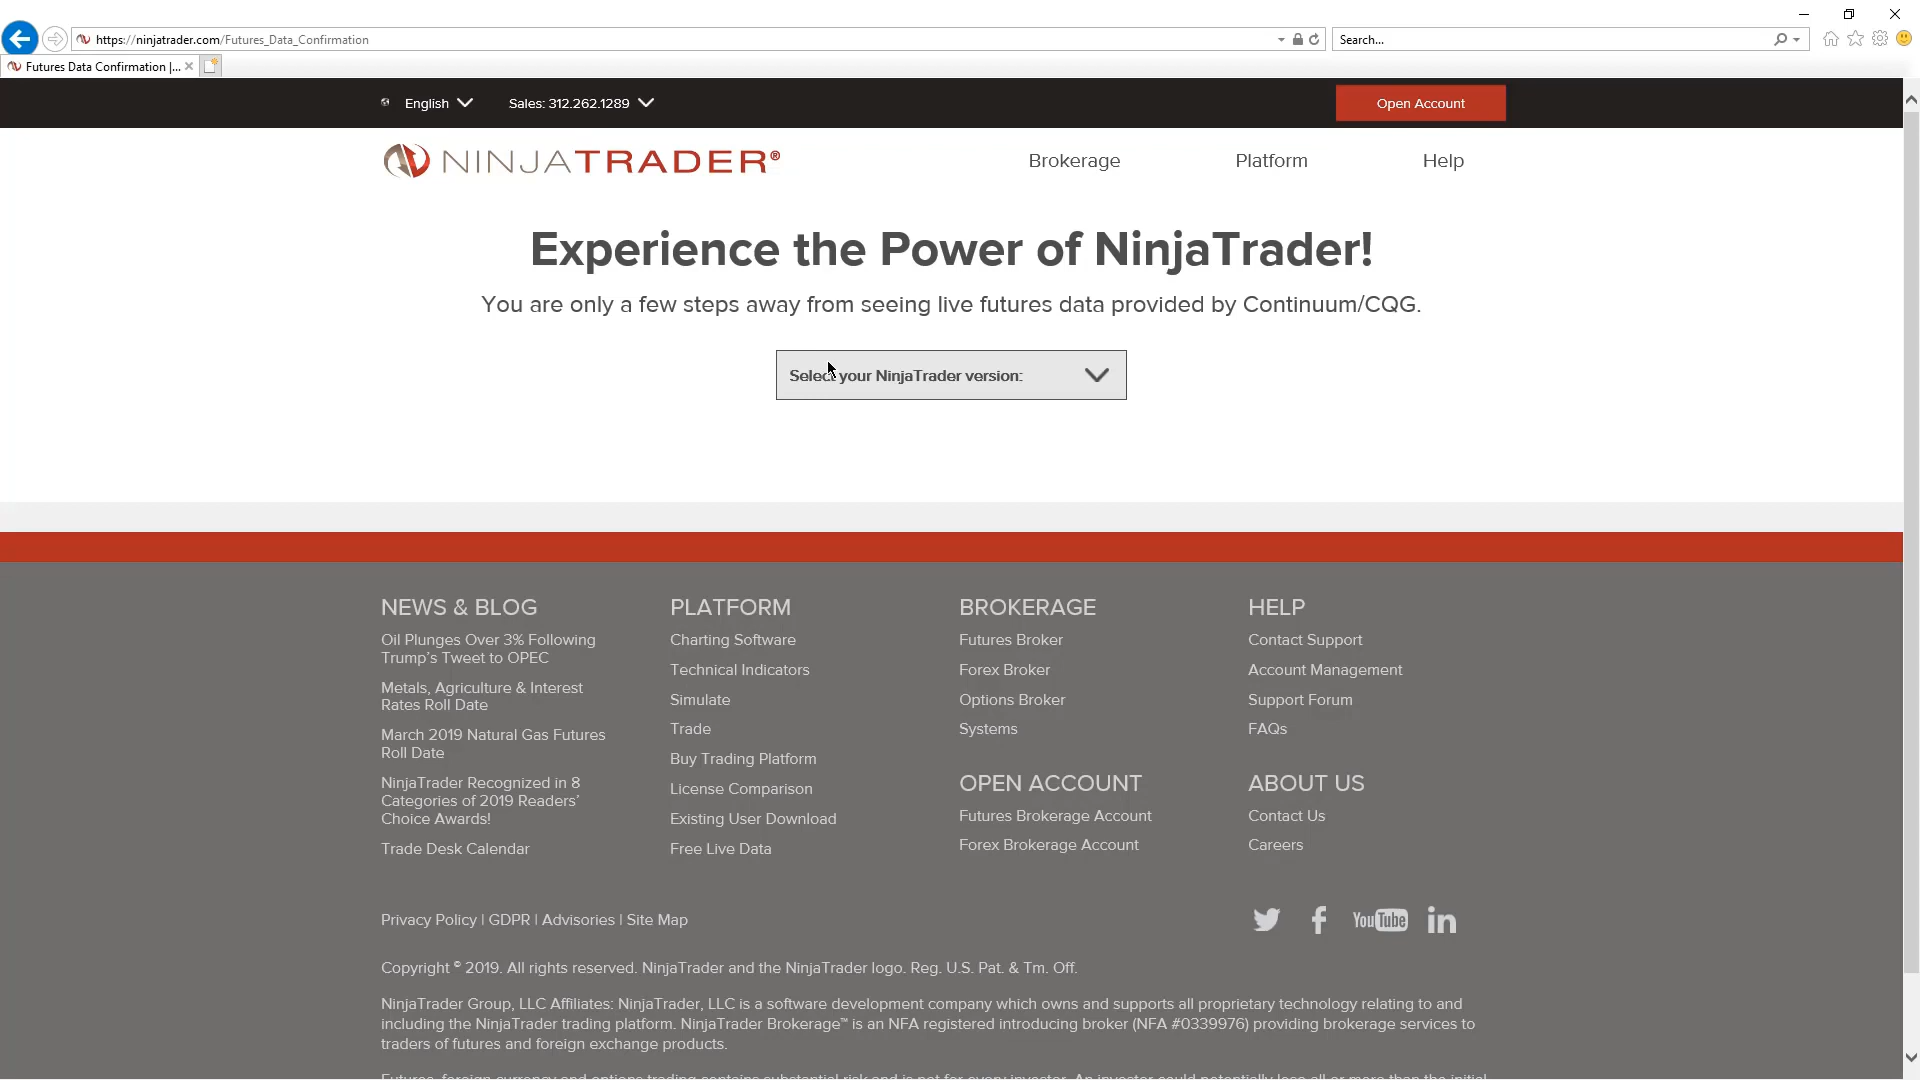 https://ninjatrader.com/Futures_Data_Confirmation
Search...
Futures Data Confirmation |...
English
Sales: 312.262.1289
Open Account
NINJATRADER®
Brokerage
Platform
Help
Experience the Power of NinjaTrader!
You are only a few steps away from seeing live futures data provided by Continuum/CQG.
Select your NinjaTrader version:
NEWS & BLOG
Oil Plunges Over 3% Following
Trump's Tweet to OPEC
Metals, Agriculture & Interest
Rates Roll Date
March 2019 Natural Gas Futures
Roll Date
NinjaTrader Recognized in 8
Categories of 2019 Readers'
Choice Awards!
Trade Desk Calendar
PLATFORM
Charting Software
Technical Indicators
Simulate
Trade
Buy Trading Platform
License Comparison
Existing User Download
Free Live Data
BROKERAGE
Futures Broker
Forex Broker
Options Broker
Systems
OPEN ACCOUNT
Futures Brokerage Account
Forex Brokerage Account
HELP
Contact Support
Account Management
Support Forum
FAQs
ABOUT US
Contact Us
Careers
Privacy Policy | GDPR | Advisories | Site Map
YouTube
in
Copyright © 2019. All rights reserved. NinjaTrader and the NinjaTrader logo. Reg. U.S. Pat. & Tm. Off.
NinjaTrader Group, LLC Affiliates: NinjaTrader, LLC is a software development company which owns and supports all proprietary technology relating to and
including the NinjaTrader trading platform. NinjaTrader Brokerage™ is an NFA registered introducing broker (NFA #0339976) providing brokerage services to
traders of futures and foreign exchange products.